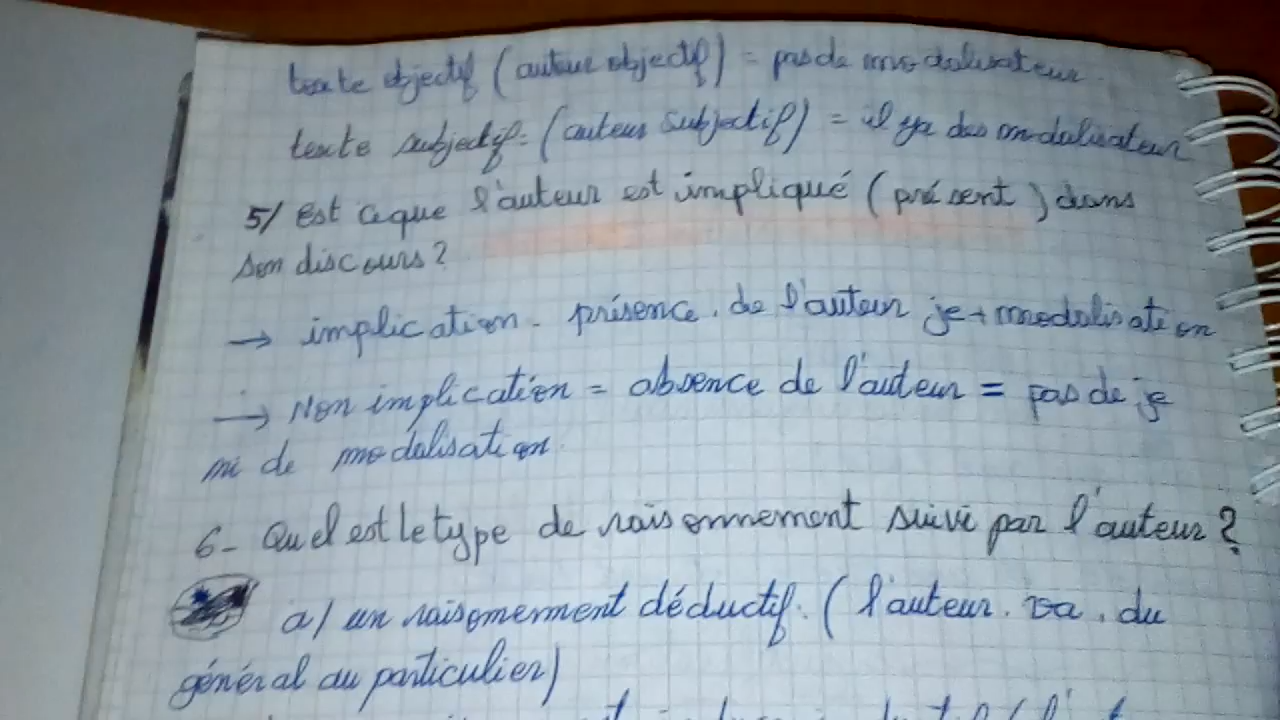 texte objectif (auteur objectif) = pas de modalisateur.
texte subjectif = (auteur subjectif) = il ya des modalisateur
5/ Est ce que l'auteur est impliqué (présent) dans
son discours ?
→ implication - présence. de l'auteur je + modalisation
→ Non implication = absence de l'auteur = pas de je
ni de modalisation.
6- Quel est le type de raisonnement suivi par l'auteur ?
a/ un raisonnement déductif. (l'auteur. va. du
général au particulier)